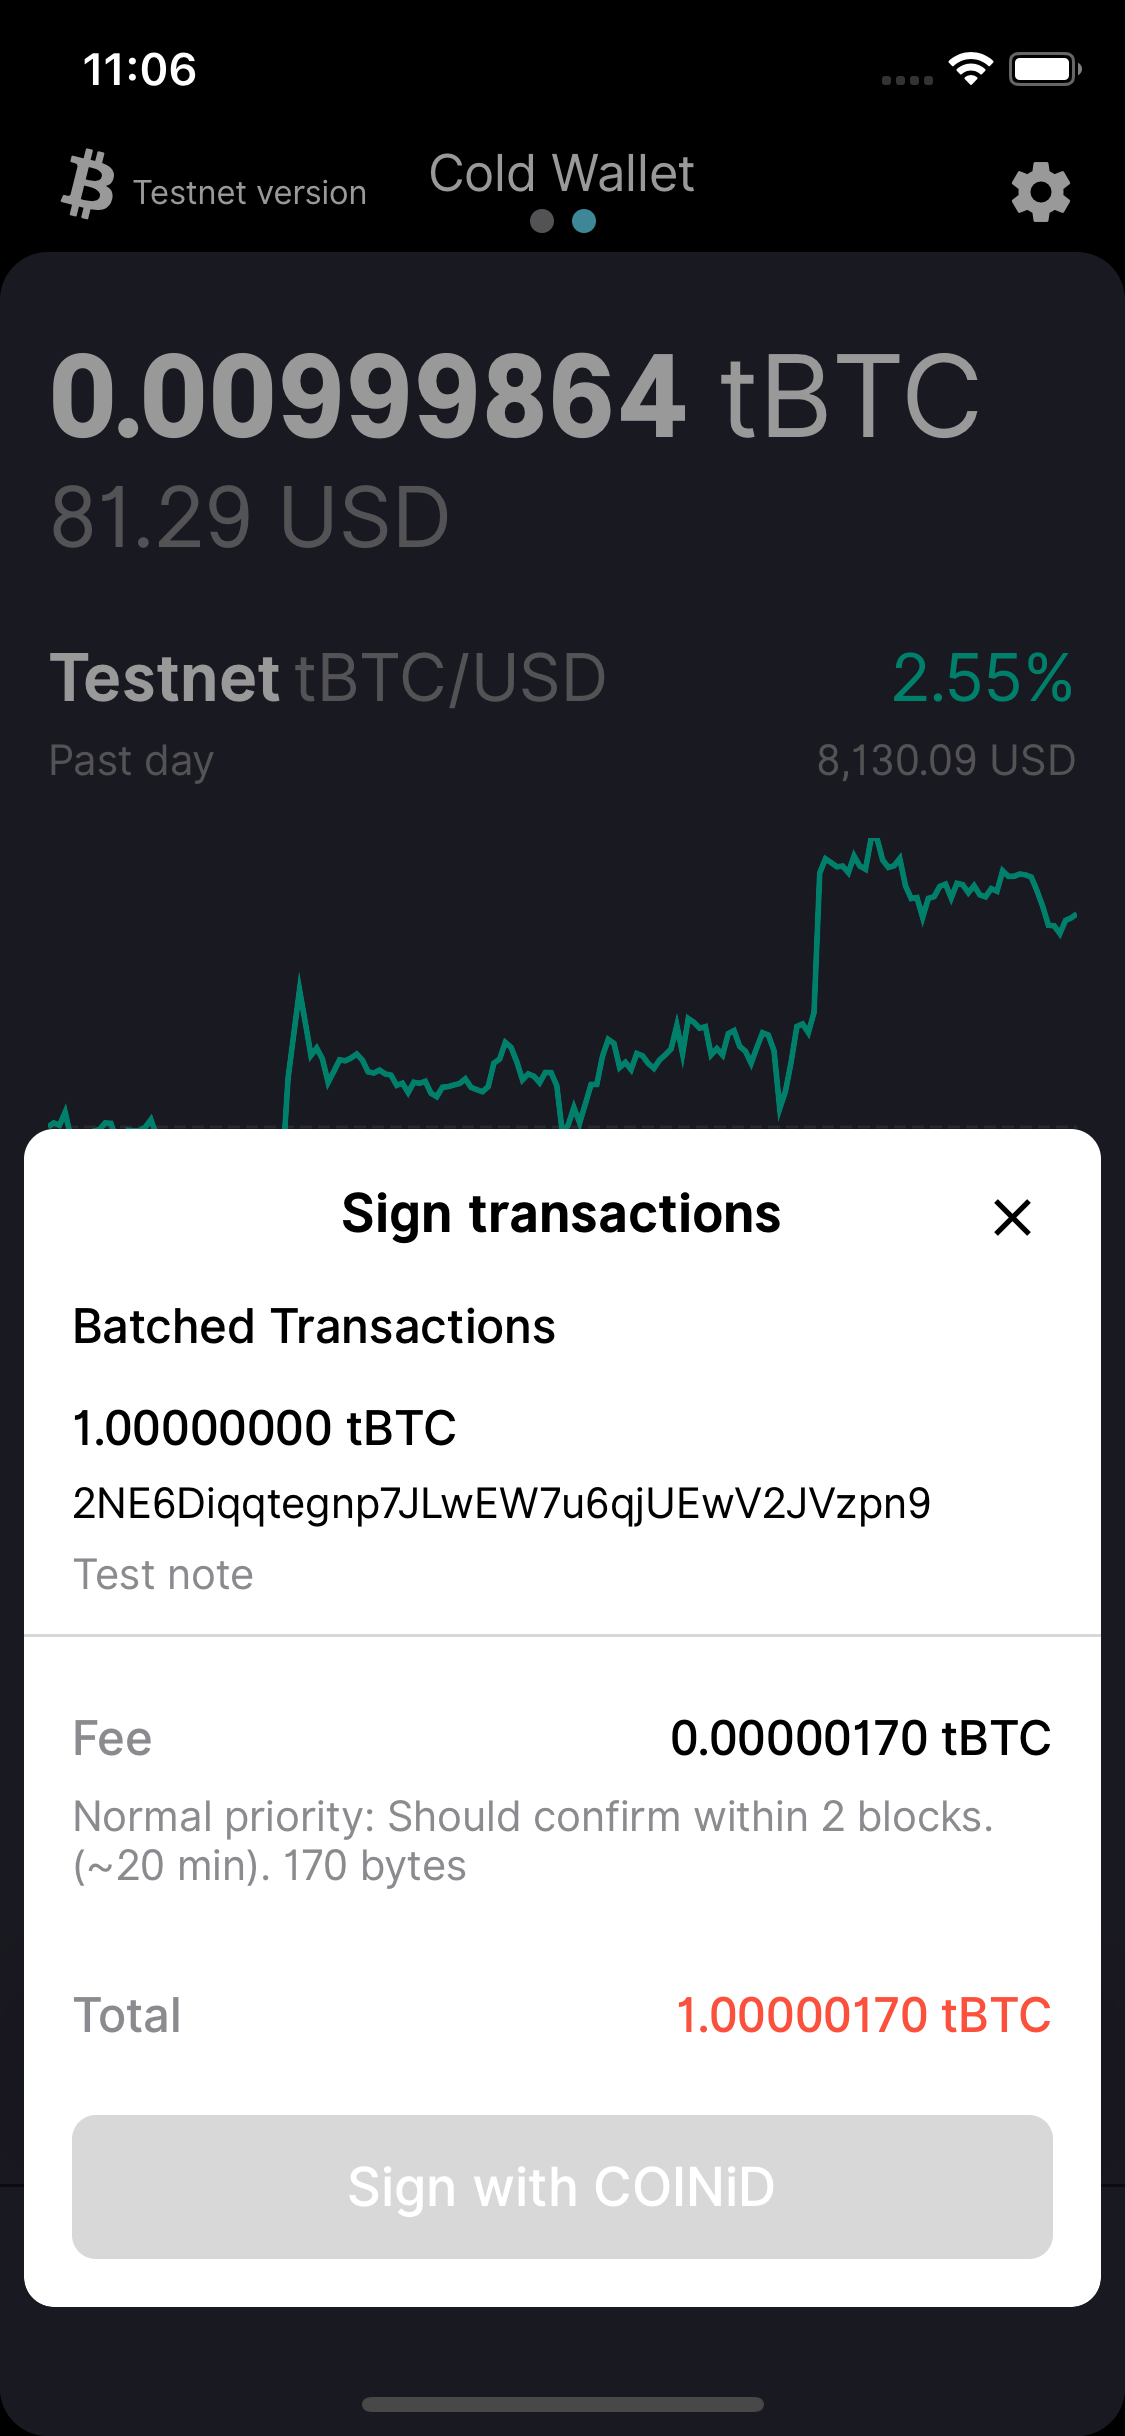 11:06
Testnet version
Cold Wallet
0.00999864 tBTC
81.29 USD
Testnet tBTC/USD 2.55%
Past day 8,130.09 USD
Sign transactions
Batched Transactions
1.00000000 tBTC
2NE6Diqqtegnp7JLwEW7u6qjUEwV2JVzpn9
Test note
Fee 0.00000170 tBTC
Normal priority: Should confirm within 2 blocks.
(~20 min). 170 bytes
Total 1.00000170 tBTC
Sign with COINiD